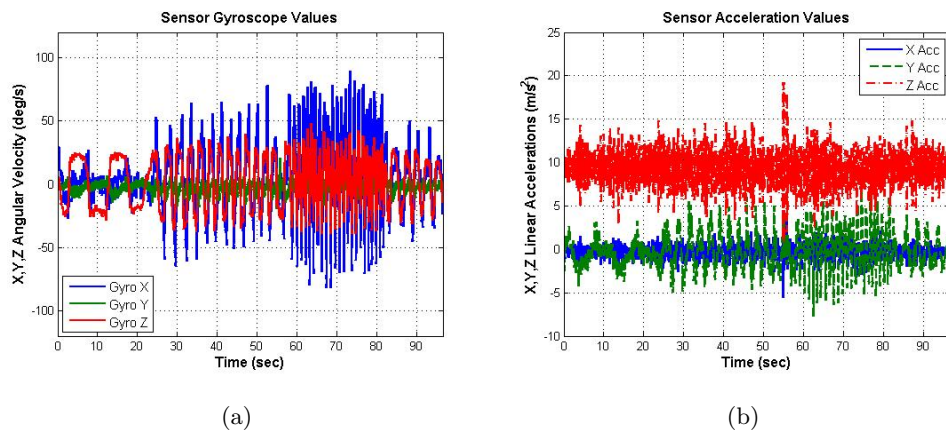 Sensor Gyroscope Values
X,Y,Z Angular Velocity (deg/s)
100
50
0
-50
-100
Gyro X
Gyro Y
Gyro Z
0 10 20 30 40 50 60 70 80 90
Time (sec)
(a)
Sensor Acceleration Values
X,Y,Z Linear Accelerations (m/s²)
25
20
15
10
5
0
-5
-10
X Acc
Y Acc
Z Acc
0 10 20 30 40 50 60 70 80 90
Time (sec)
(b)